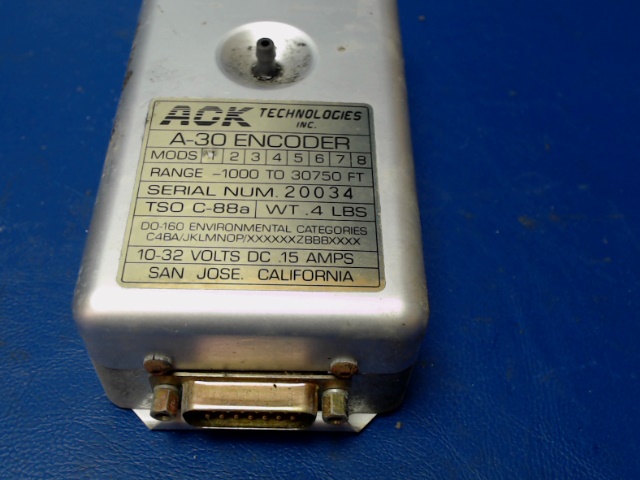 ACK TECHNOLOGIES INC.
A-30 ENCODER
MODS 1 2 3 4 5 6 7 8
RANGE -1000 TO 30750 FT
SERIAL NUM. 20034
TSO C-88a WT .4 LBS
DO-160 ENVIRONMENTAL CATEGORIES
C4BA/JKLMNOP/XXXXXXZBBBXXXX
10-32 VOLTS DC .15 AMPS
SAN JOSE, CALIFORNIA